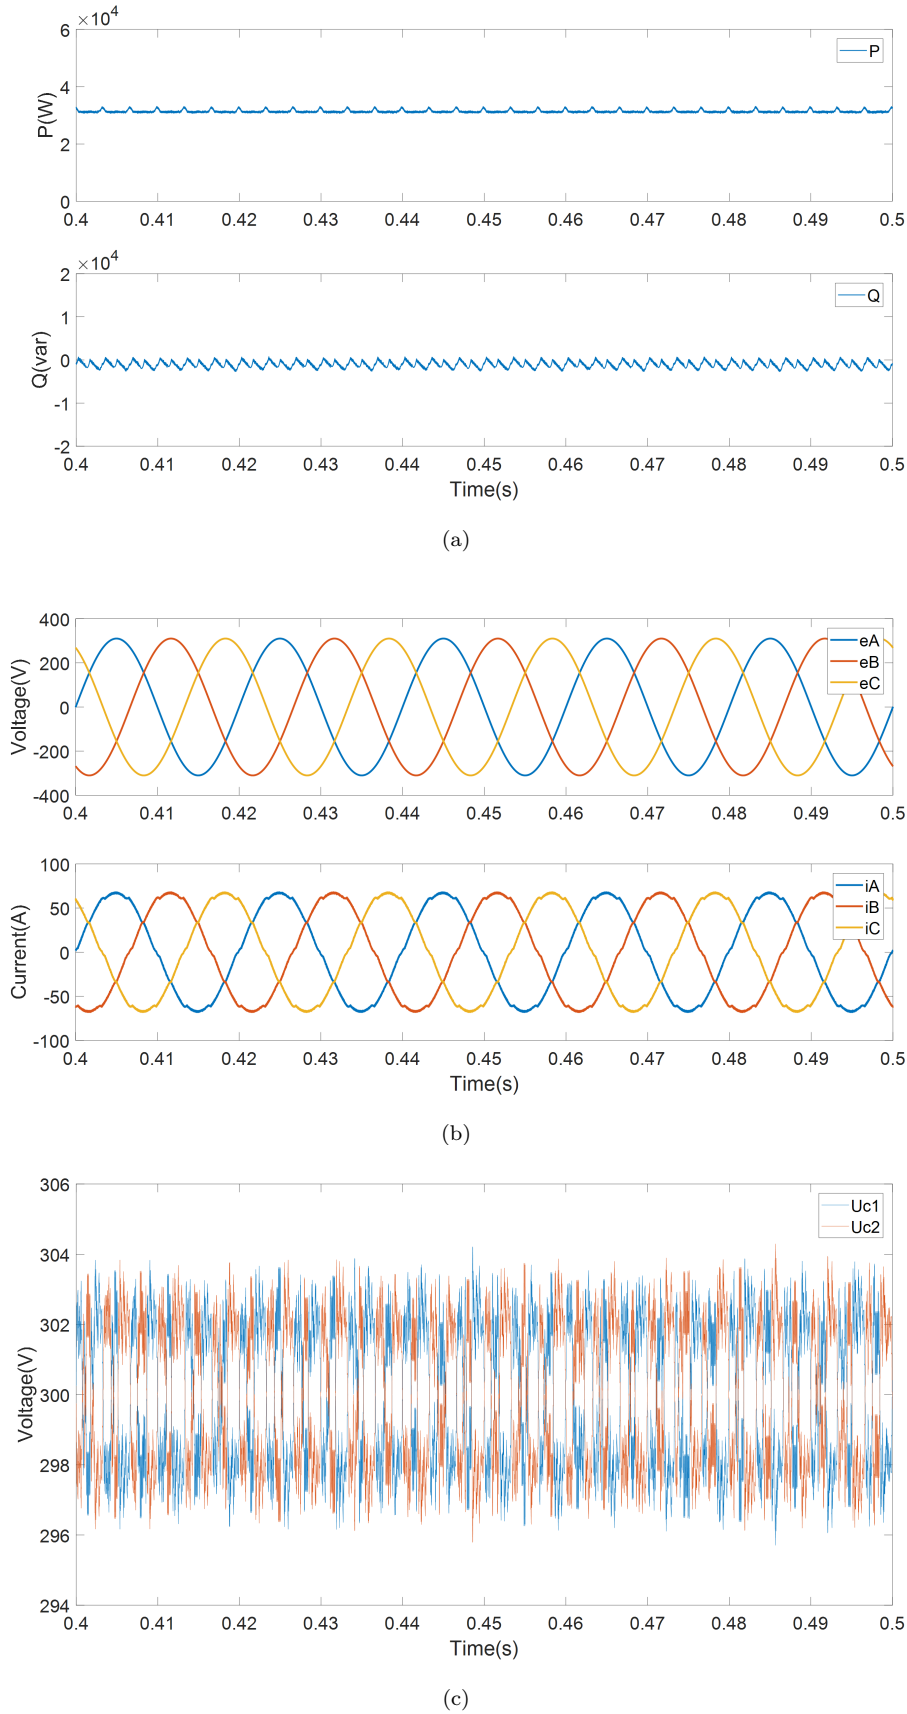 ×10⁴
6
4
2
0
P(W)
P
0.4 0.41 0.42 0.43 0.44 0.45 0.46 0.47 0.48 0.49 0.5
×10⁴
2
1
0
-1
-2
Q(var)
Q
0.4 0.41 0.42 0.43 0.44 0.45 0.46 0.47 0.48 0.49 0.5
Time(s)
(a)
400
200
0
-200
-400
Voltage(V)
eA
eB
eC
0.4 0.41 0.42 0.43 0.44 0.45 0.46 0.47 0.48 0.49 0.5
100
50
0
-50
-100
Current(A)
iA
iB
iC
0.4 0.41 0.42 0.43 0.44 0.45 0.46 0.47 0.48 0.49 0.5
Time(s)
(b)
306
304
302
300
298
296
294
Voltage(V)
Uc1
Uc2
0.4 0.41 0.42 0.43 0.44 0.45 0.46 0.47 0.48 0.49 0.5
Time(s)
(c)